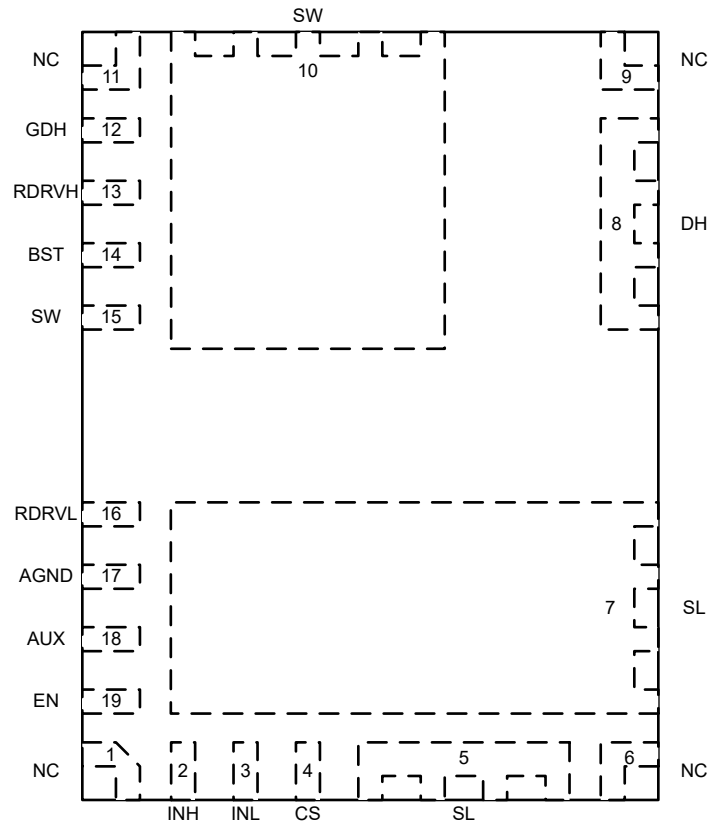 SW
NC 11 10 9 NC
GDH 12
RDRVH 13 8 DH
BST 14
SW 15
RDRVL 16
AGND 17
7 SL
AUX 18
EN 19
NC 1 2 3 4 5 6 NC
INH INL CS SL